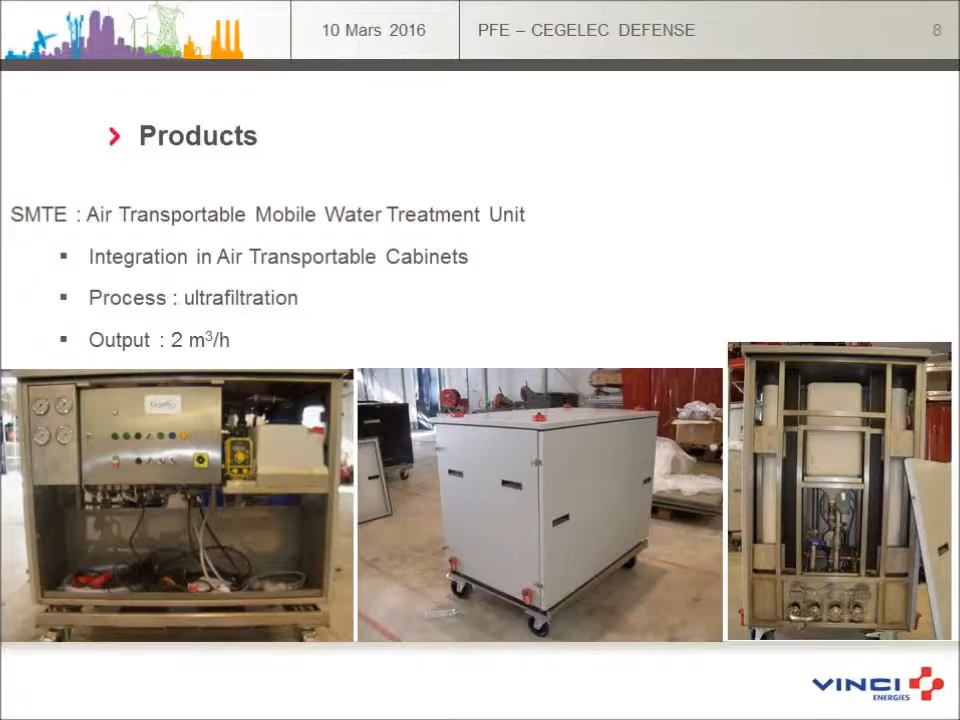 10 Mars 2016
PFE – CEGELEC DEFENSE
8
Products
SMTE : Air Transportable Mobile Water Treatment Unit
▪ Integration in Air Transportable Cabinets
▪ Process : ultrafiltration
▪ Output : 2 m³/h
Cegelec
VINCI
ENERGIES